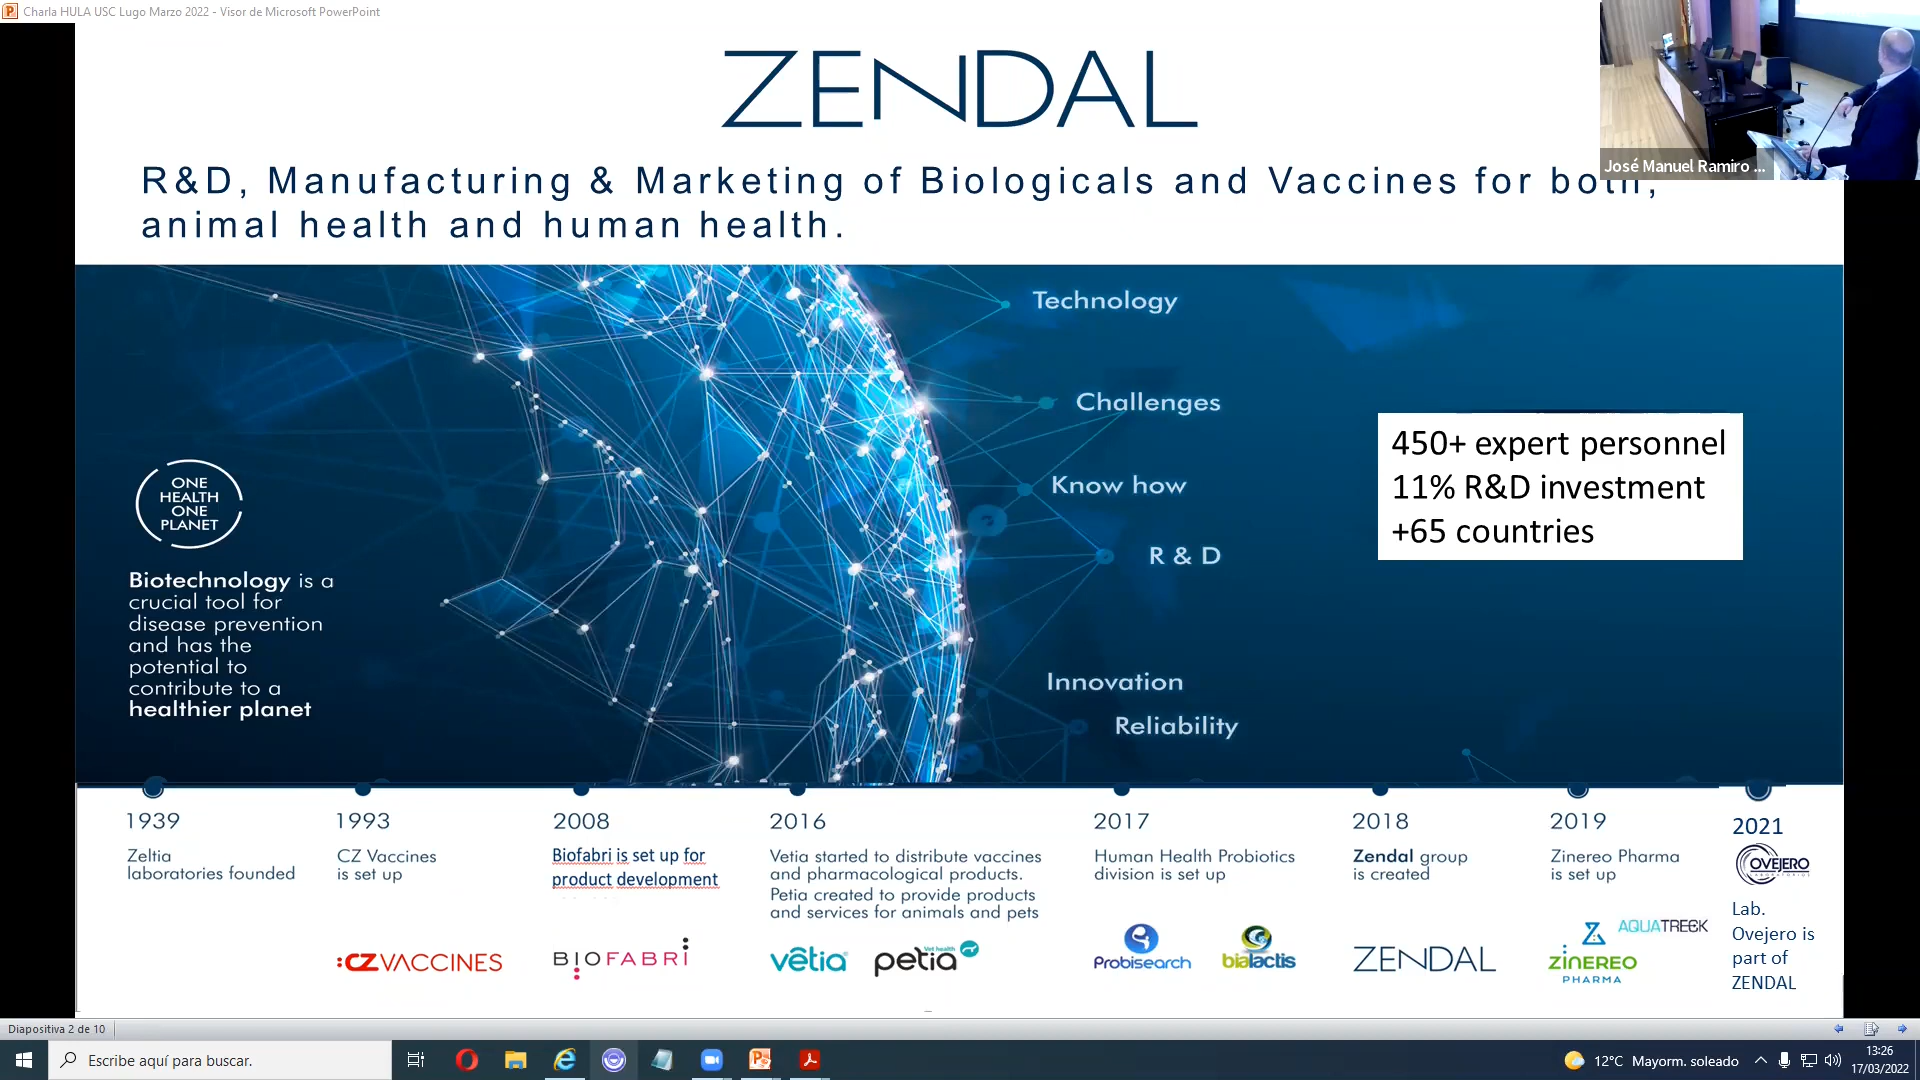 Charla HULA USC Lugo Marzo 2022 - Visor de Microsoft PowerPoint
ZENDAL
José Manuel Ramiro ...
R&D, Manufacturing & Marketing of Biologicals and Vaccines for both,
animal health and human health.
Technology
Challenges
Know how
R & D
Innovation
Reliability
450+ expert personnel
11% R&D investment
+65 countries
ONE
HEALTH
ONE
PLANET
Biotechnology is a
crucial tool for
disease prevention
and has the
potential to
contribute to a
healthier planet
1939
Zeltia
laboratories founded
1993
CZ Vaccines
is set up
:CZVACCINES
2008
Biofabri is set up for
product development
BIOFABRI
2016
Vetia started to distribute vaccines
and pharmacological products.
Petia created to provide products
and services for animals and pets
vētia
petia
Vet health
2017
Human Health Probiotics
division is set up
Probisearch
bialactis
2018
Zendal group
is created
ZENDAL
2019
Zinereo Pharma
is set up
AQUATRECK
ZINEREO
PHARMA
2021
OVEJERO
LABORATORIOS
Lab.
Ovejero is
part of
ZENDAL
Diapositiva 2 de 10
Escribe aquí para buscar.
12°C Mayorm. soleado
13:26
17/03/2022